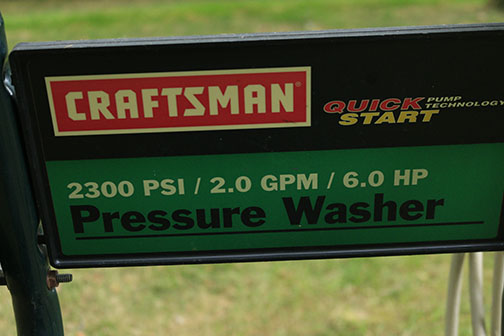 CRAFTSMAN
QUICK PUMP
START TECHNOLOGY
2300 PSI / 2.0 GPM / 6.0 HP
Pressure Washer